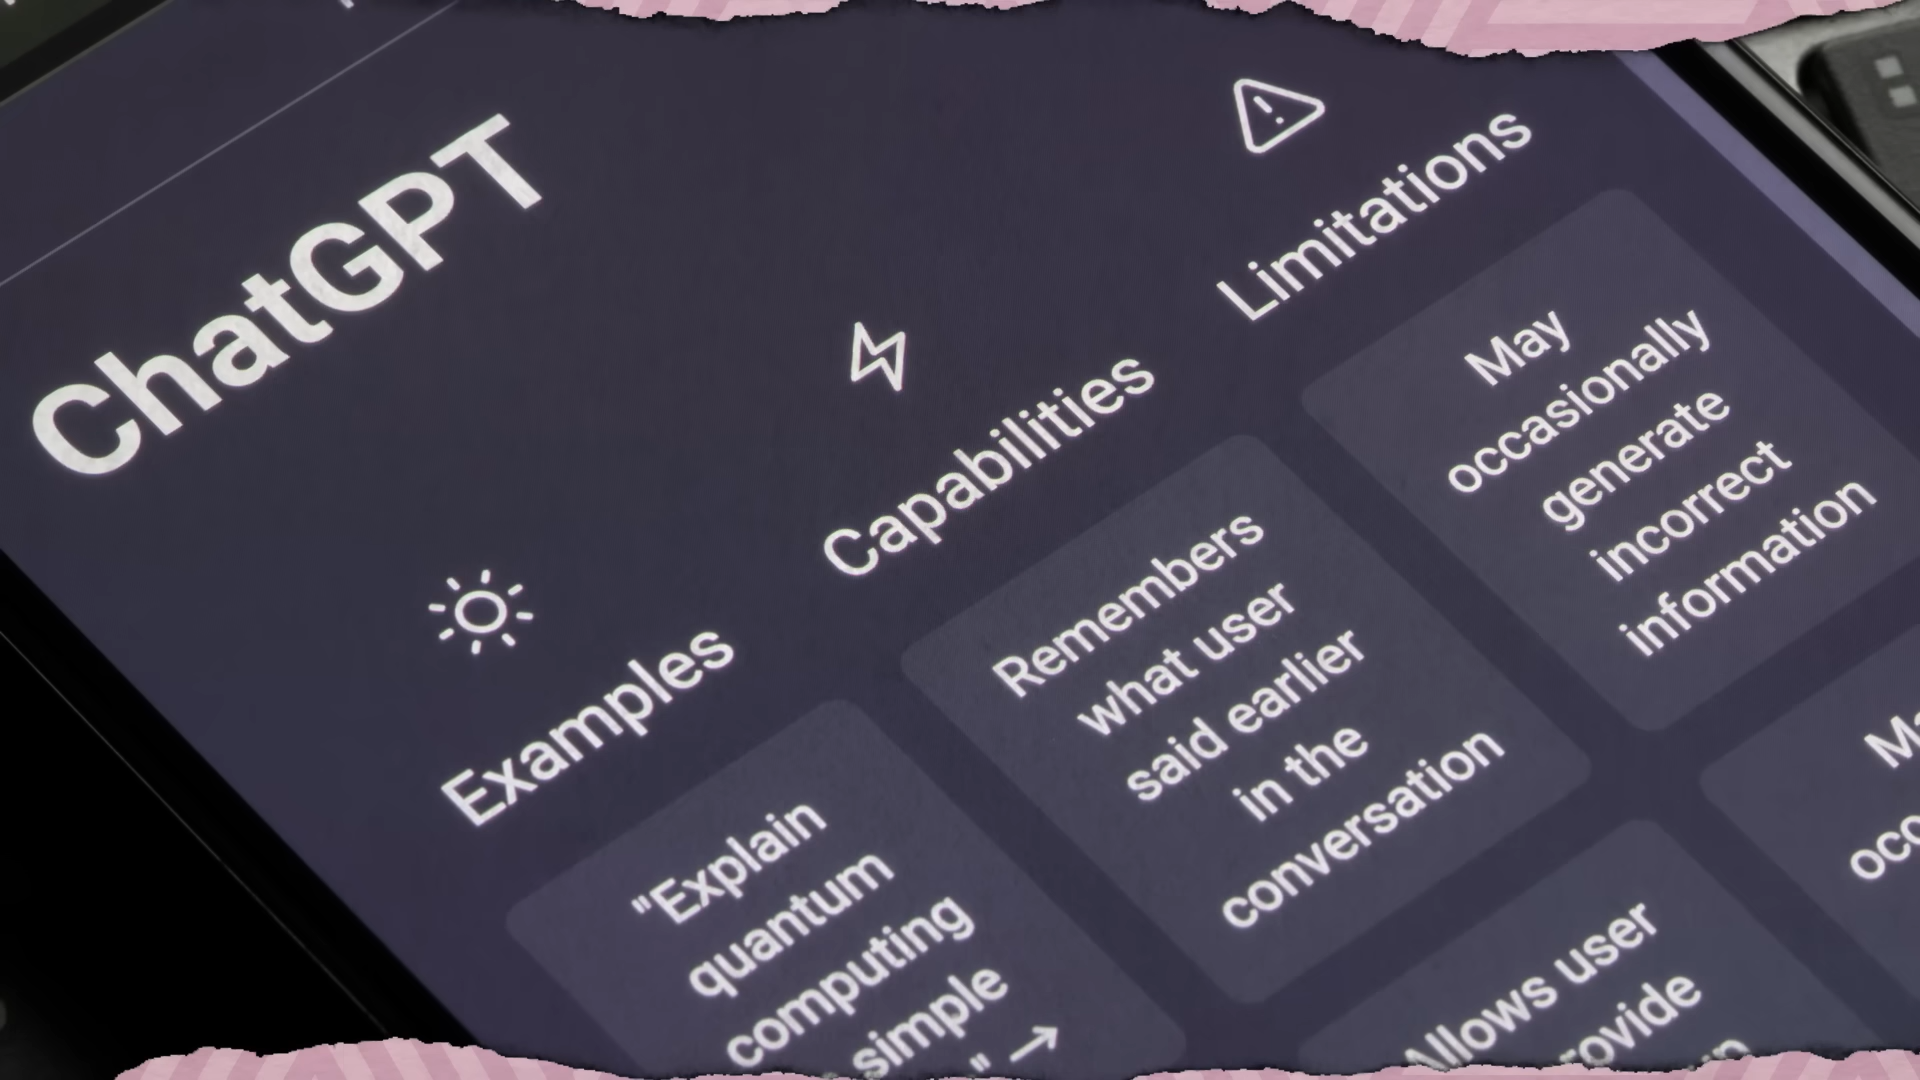 ChatGPT
Examples
"Explain
quantum
computing
simple
" →
Capabilities
Remembers
what user
said earlier
in the
conversation
Allows user
Limitations
May
occasionally
generate
incorrect
information